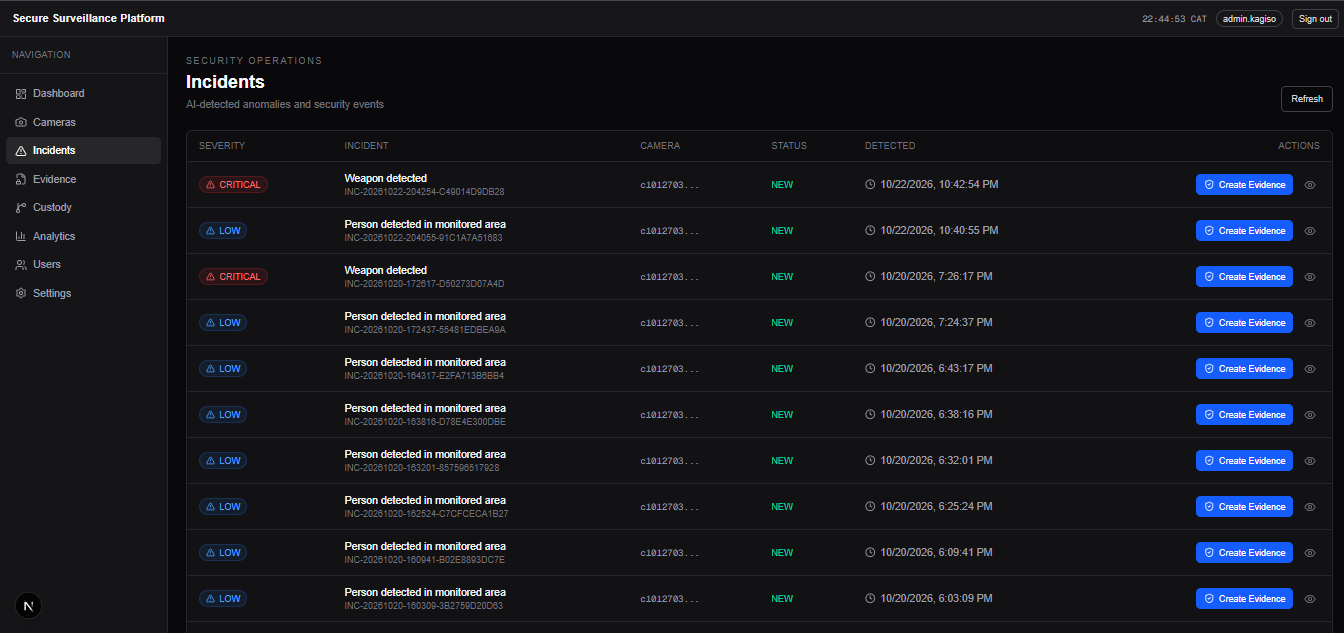 Secure Surveillance Platform
22:44:53 CAT admin.kagiso Sign out
NAVIGATION
Dashboard
Cameras
Incidents
Evidence
Custody
Analytics
Users
Settings
N
SECURITY OPERATIONS
Incidents
AI-detected anomalies and security events
Refresh
SEVERITY INCIDENT CAMERA STATUS DETECTED ACTIONS
CRITICAL Weapon detected c1012703... NEW 10/22/2026, 10:42:54 PM Create Evidence
INC-20261022-204254-C49014D9DB28
LOW Person detected in monitored area c1012703... NEW 10/22/2026, 10:40:55 PM Create Evidence
INC-20261022-204055-91C1A7A51683
CRITICAL Weapon detected c1012703... NEW 10/20/2026, 7:26:17 PM Create Evidence
INC-20261020-172617-D50273D07A4D
LOW Person detected in monitored area c1012703... NEW 10/20/2026, 7:24:37 PM Create Evidence
INC-20261020-172437-55481EDBEA9A
LOW Person detected in monitored area c1012703... NEW 10/20/2026, 6:43:17 PM Create Evidence
INC-20261020-164317-E2FA713B6BB4
LOW Person detected in monitored area c1012703... NEW 10/20/2026, 6:38:16 PM Create Evidence
INC-20261020-163816-D78E4E300DBE
LOW Person detected in monitored area c1012703... NEW 10/20/2026, 6:32:01 PM Create Evidence
INC-20261020-163201-857596517928
LOW Person detected in monitored area c1012703... NEW 10/20/2026, 6:25:24 PM Create Evidence
INC-20261020-162524-C7CFCECA1B27
LOW Person detected in monitored area c1012703... NEW 10/20/2026, 6:09:41 PM Create Evidence
INC-20261020-160941-B02E8893DC7E
LOW Person detected in monitored area c1012703... NEW 10/20/2026, 6:03:09 PM Create Evidence
INC-20261020-160309-3B2759D20D63